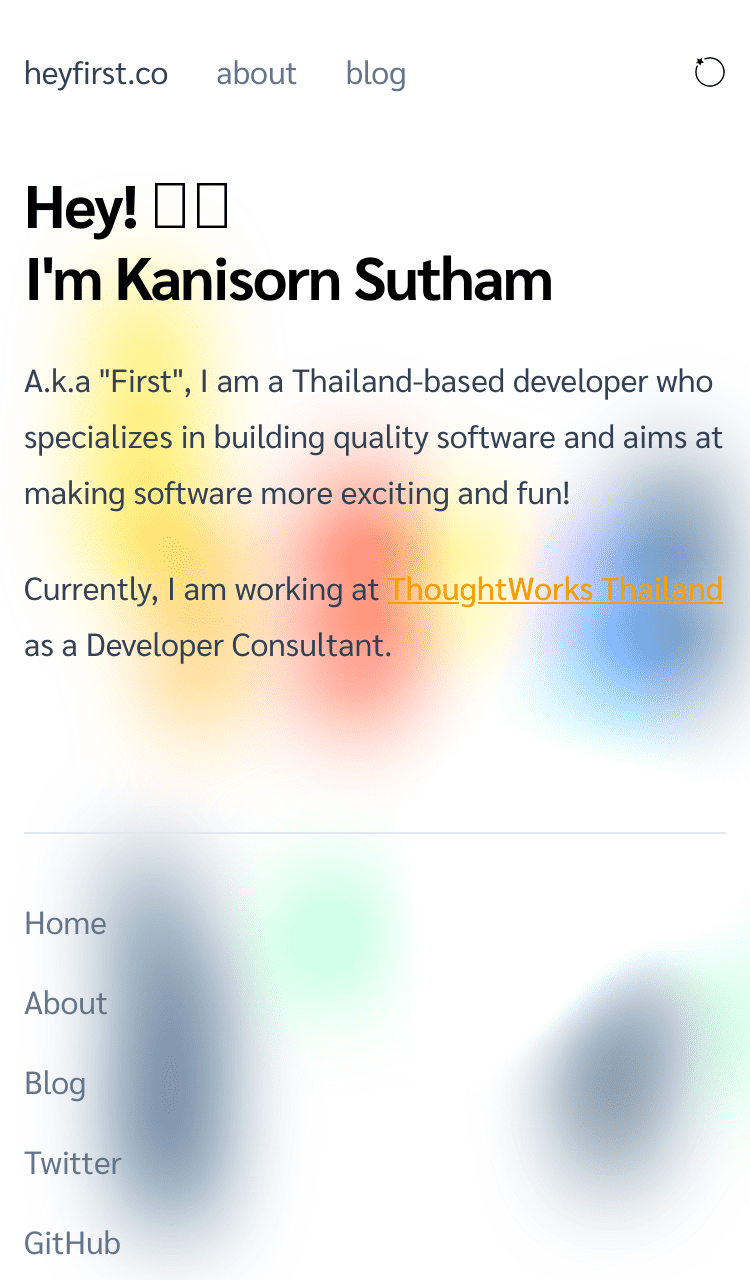 heyfirst.co about blog
Hey!
I'm Kanisorn Sutham
A.k.a "First", I am a Thailand-based developer who
specializes in building quality software and aims at
making software more exciting and fun!
Currently, I am working at ThoughtWorks Thailand
as a Developer Consultant.
Home
About
Blog
Twitter
GitHub